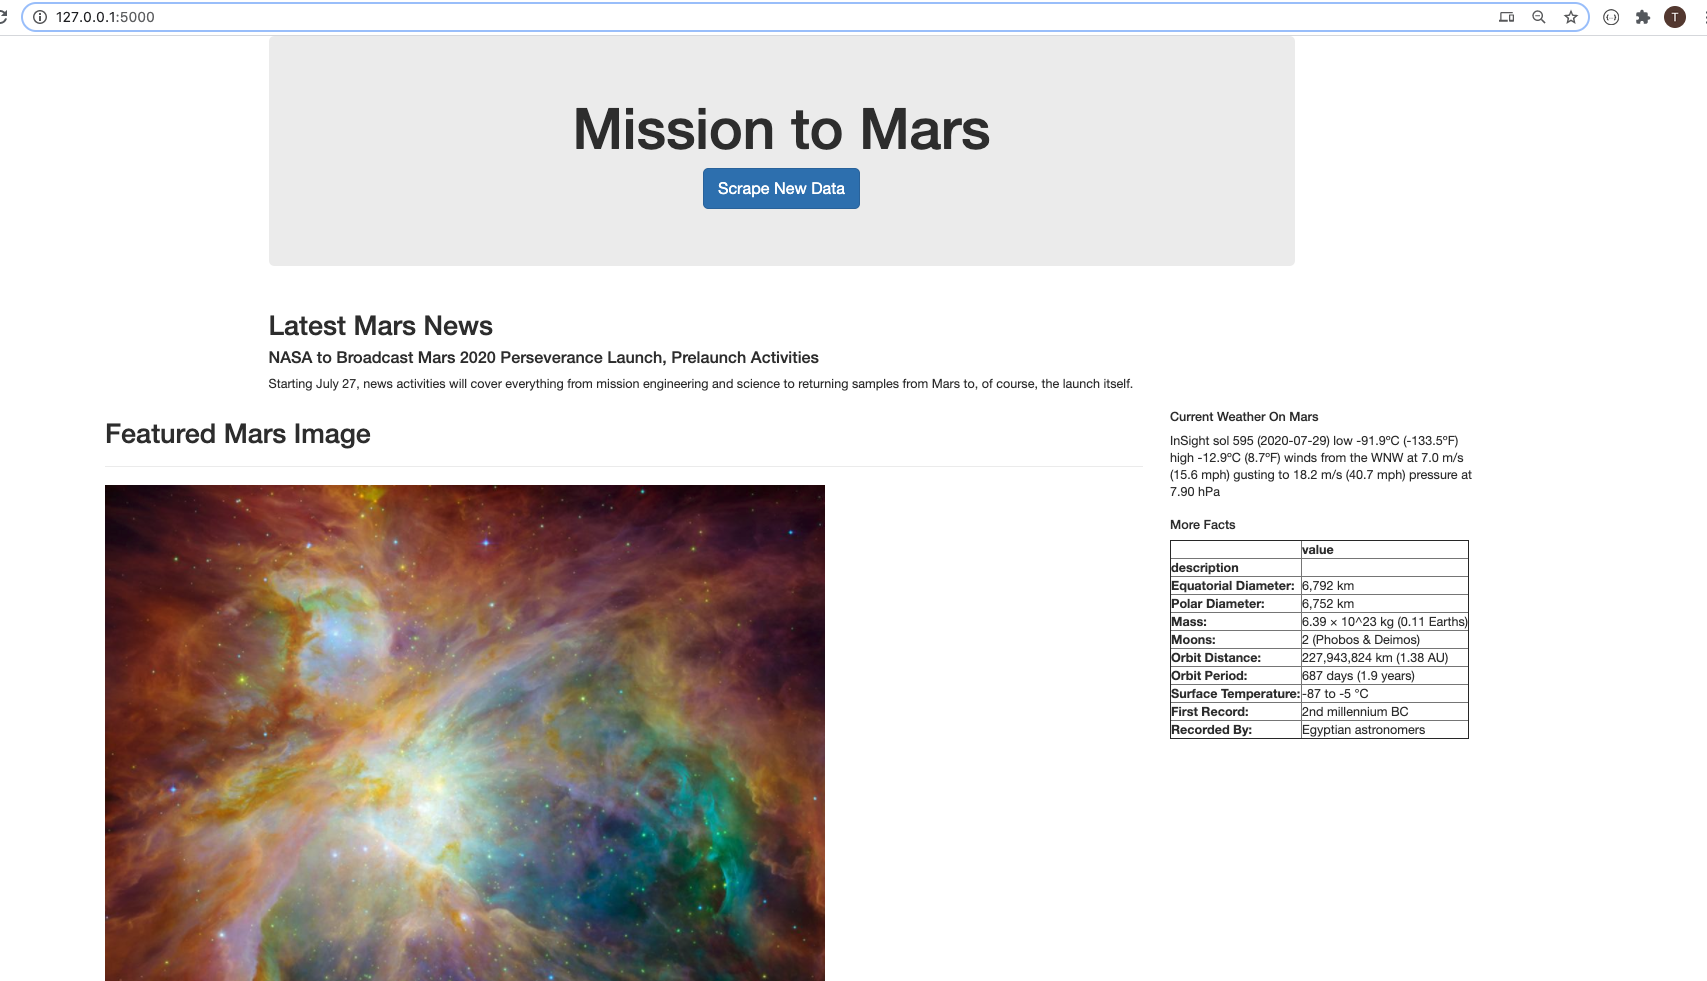 127.0.0.1:5000
T
Mission to Mars
Scrape New Data
Latest Mars News
NASA to Broadcast Mars 2020 Perseverance Launch, Prelaunch Activities
Starting July 27, news activities will cover everything from mission engineering and science to returning samples from Mars to, of course, the launch itself.
Featured Mars Image
Current Weather On Mars
InSight sol 595 (2020-07-29) low -91.9ºC (-133.5ºF)
high -12.9ºC (8.7ºF) winds from the WNW at 7.0 m/s
(15.6 mph) gusting to 18.2 m/s (40.7 mph) pressure at
7.90 hPa
More Facts
value
description
Equatorial Diameter: 6,792 km
Polar Diameter: 6,752 km
Mass: 6.39 × 10^23 kg (0.11 Earths)
Moons: 2 (Phobos & Deimos)
Orbit Distance: 227,943,824 km (1.38 AU)
Orbit Period: 687 days (1.9 years)
Surface Temperature: -87 to -5 °C
First Record: 2nd millennium BC
Recorded By: Egyptian astronomers